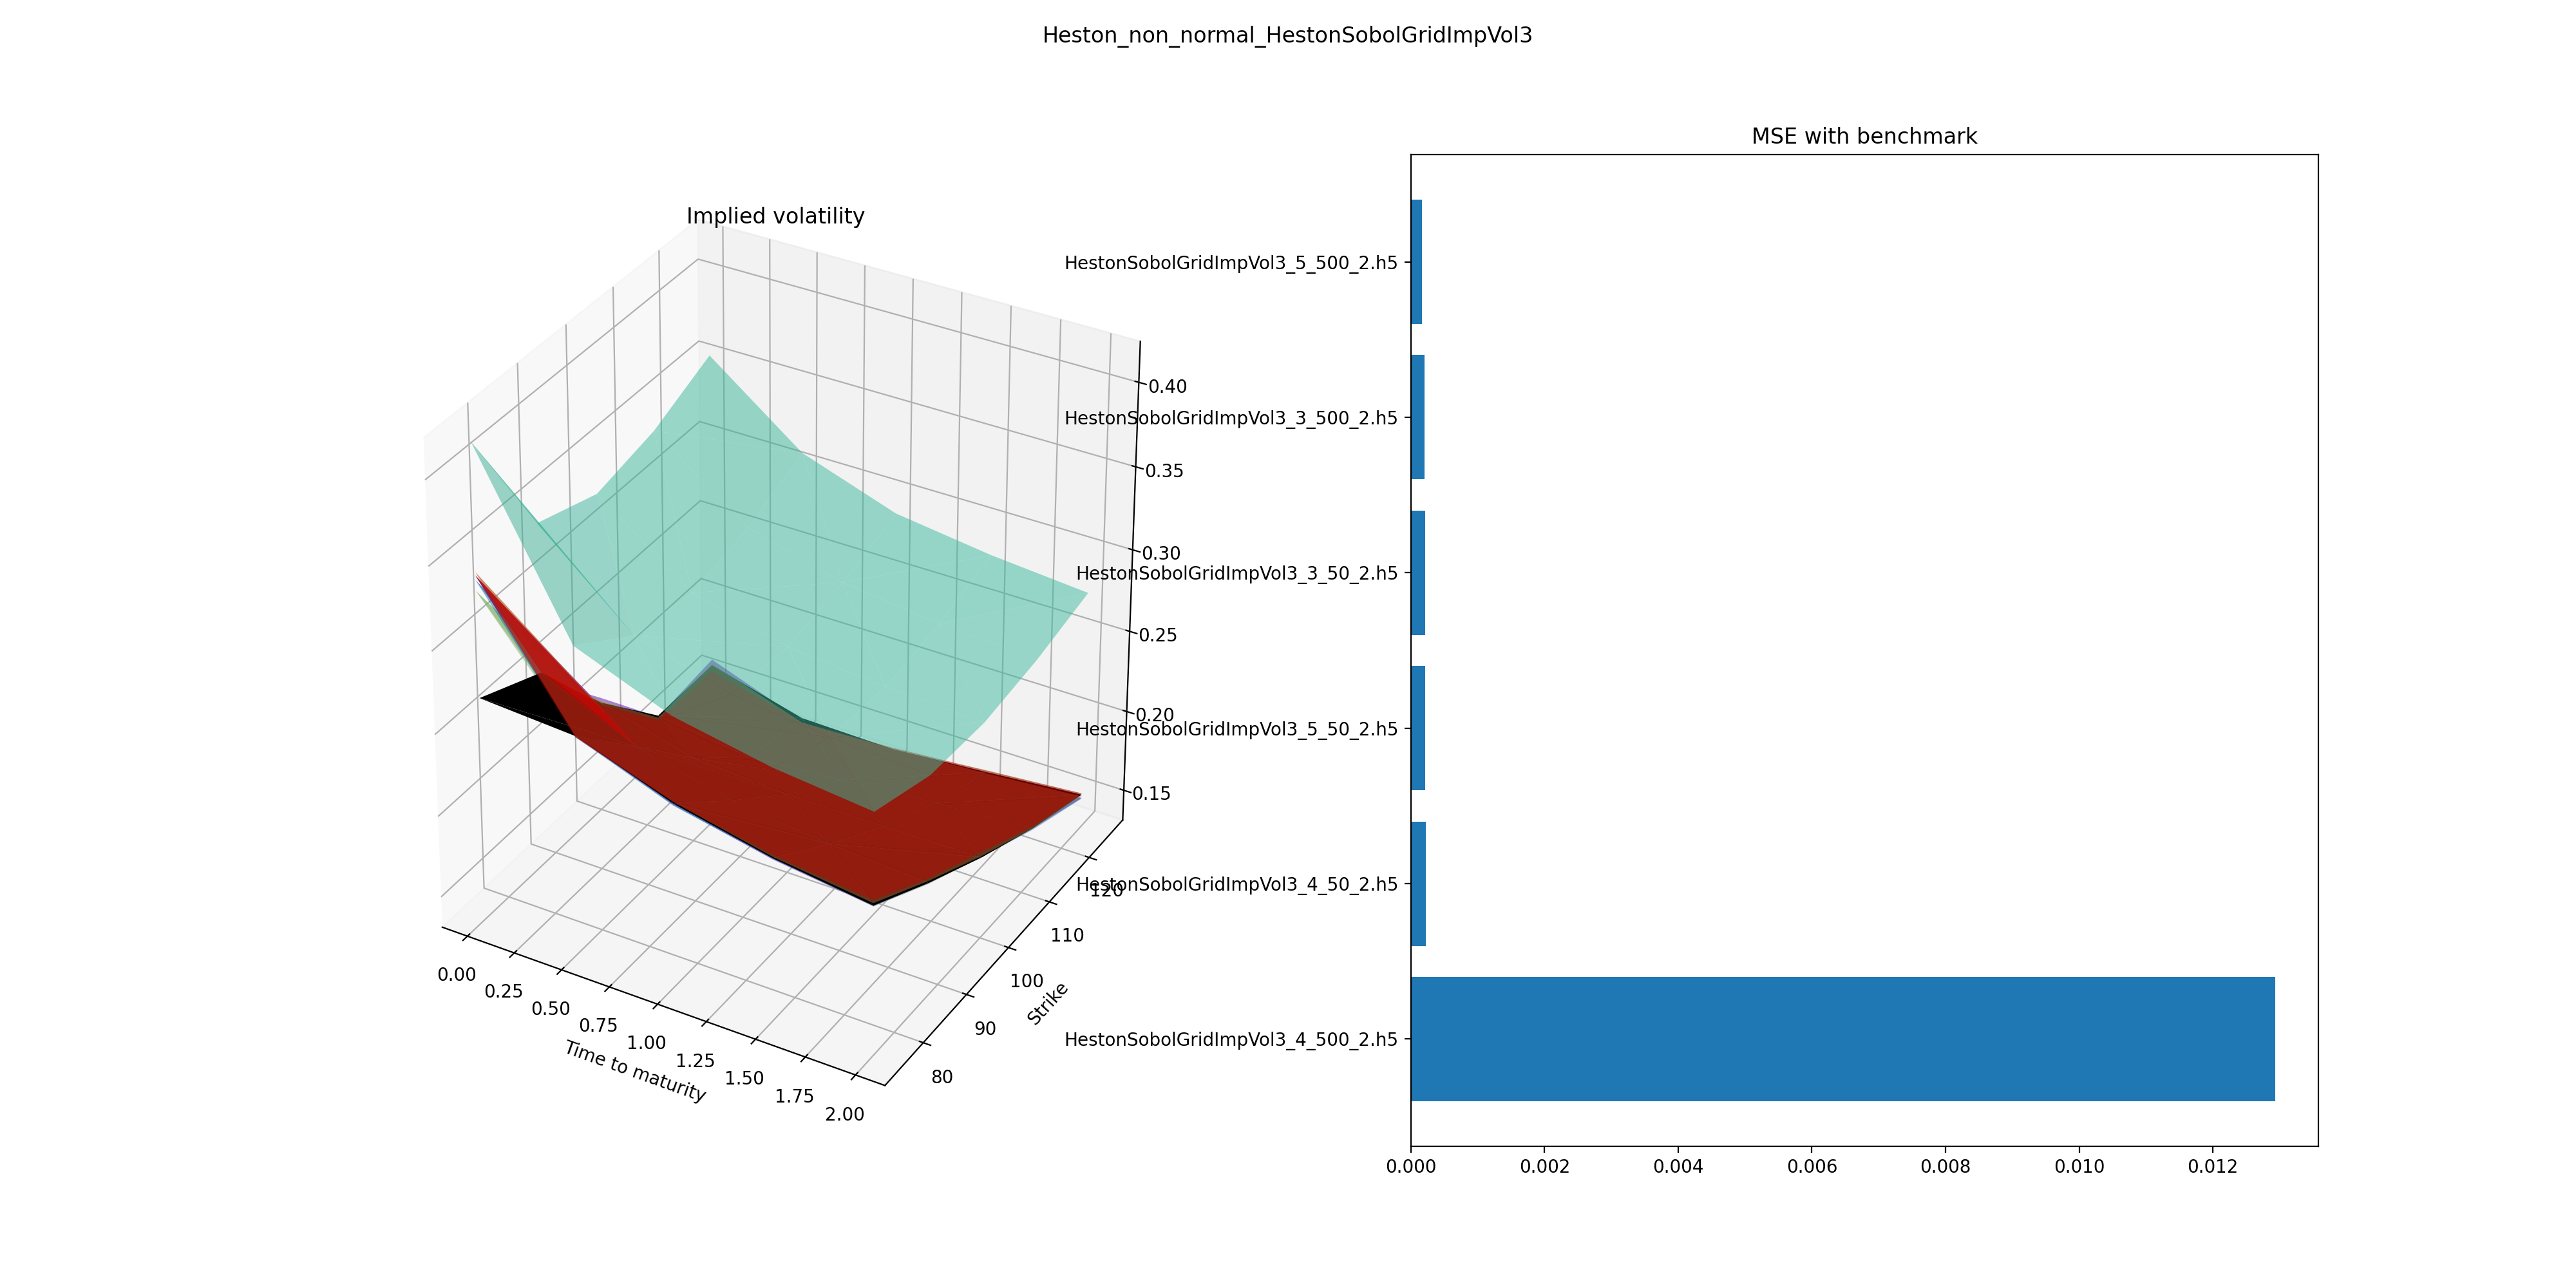 Heston_non_normal_HestonSobolGridImpVol3
Implied volatility
0.40
0.35
0.30
0.25
0.20
0.15
120
110
100
90
80
Strike
0.00
0.25
0.50
0.75
1.00
1.25
1.50
1.75
2.00
Time to maturity
MSE with benchmark
HestonSobolGridImpVol3_5_500_2.h5
HestonSobolGridImpVol3_3_500_2.h5
HestonSobolGridImpVol3_3_50_2.h5
HestonSobolGridImpVol3_5_50_2.h5
HestonSobolGridImpVol3_4_50_2.h5
HestonSobolGridImpVol3_4_500_2.h5
0.000 0.002 0.004 0.006 0.008 0.010 0.012